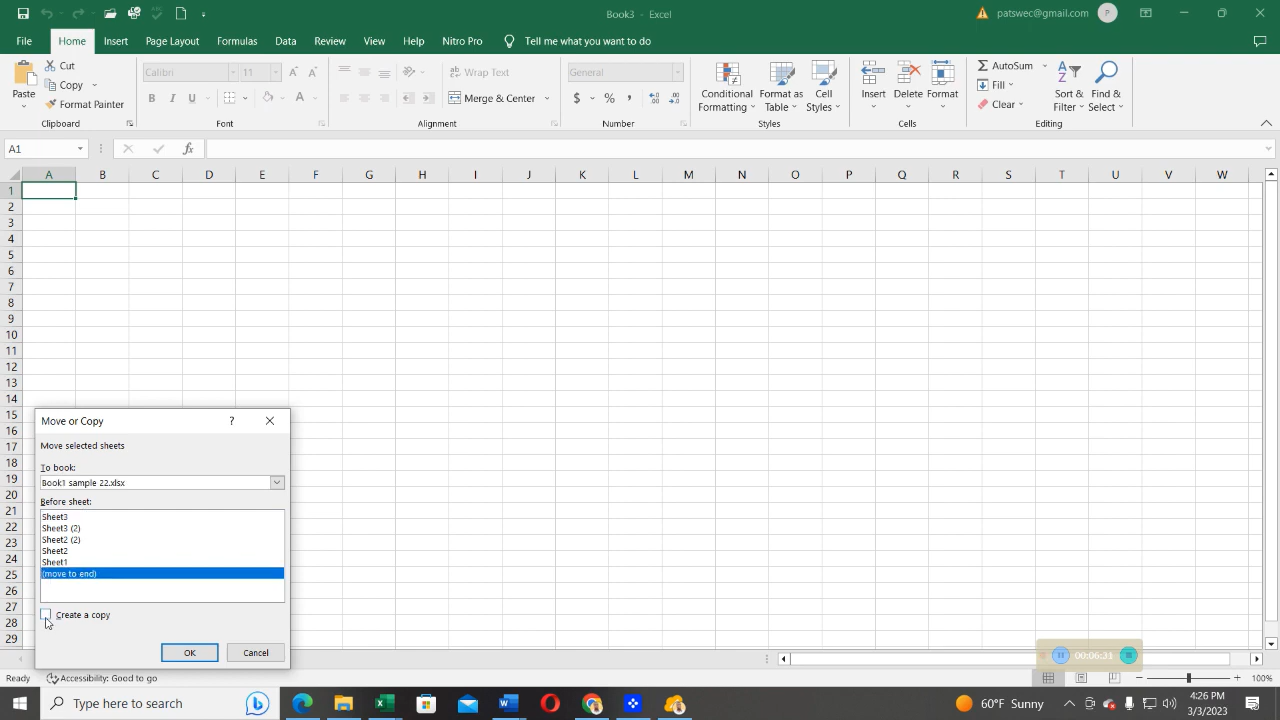 Book3 - Excel
patswec@gmail.com
P
File Home Insert Page Layout Formulas Data Review View Help Nitro Pro Tell me what you want to do
Paste
Cut
Copy
Format Painter
Clipboard
Calibri 11
B I U A
Font
ab Wrap Text
Merge & Center
Alignment
General
$ % ,
Number
Conditional Formatting
Format as Table
Cell Styles
Styles
Insert Delete Format
Cells
AutoSum
Fill
Clear
Sort & Filter
Find & Select
Editing
A1
fx
A B C D E F G H I J K L M N O P Q R S T U V W
1
2
3
4
5
6
7
8
9
10
11
12
13
14
15
16
17
18
19
20
21
22
23
24
25
26
27
28
29
Move or Copy ?
Move selected sheets
To book:
Book1 sample 22.xlsx
Before sheet:
Sheet3
Sheet3 (2)
Sheet2 (2)
Sheet2
Sheet1
(move to end)
Create a copy
OK Cancel
00:06:31
Ready Accessibility: Good to go 100%
Type here to search
60°F Sunny
4:26 PM
3/3/2023